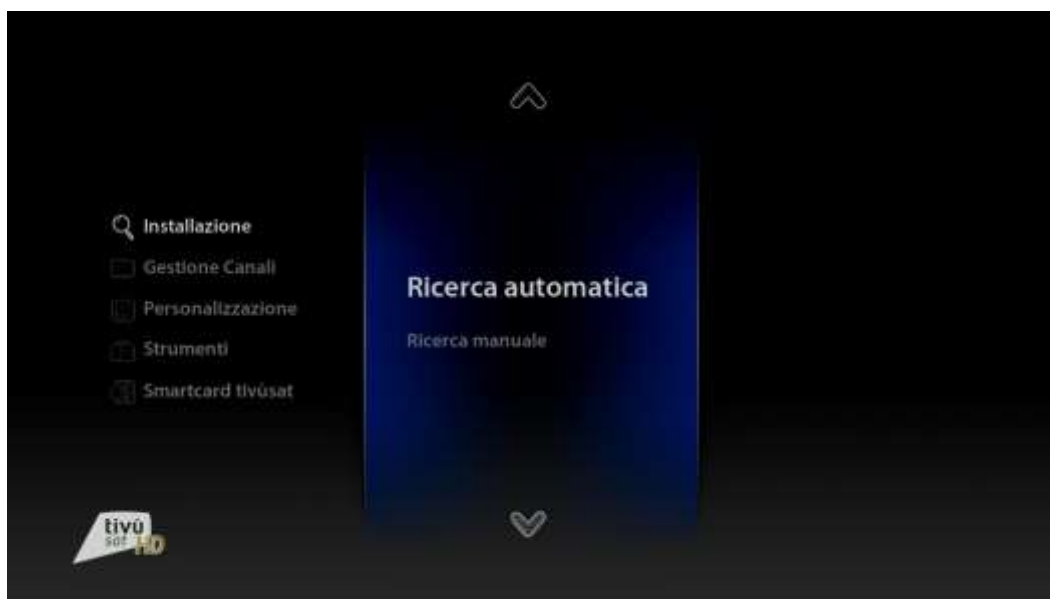 Installazione
Gestione Canali
Personalizzazione
Strumenti
Smartcard tivùsat
Ricerca automatica
Ricerca manuale
tivù
sat HD